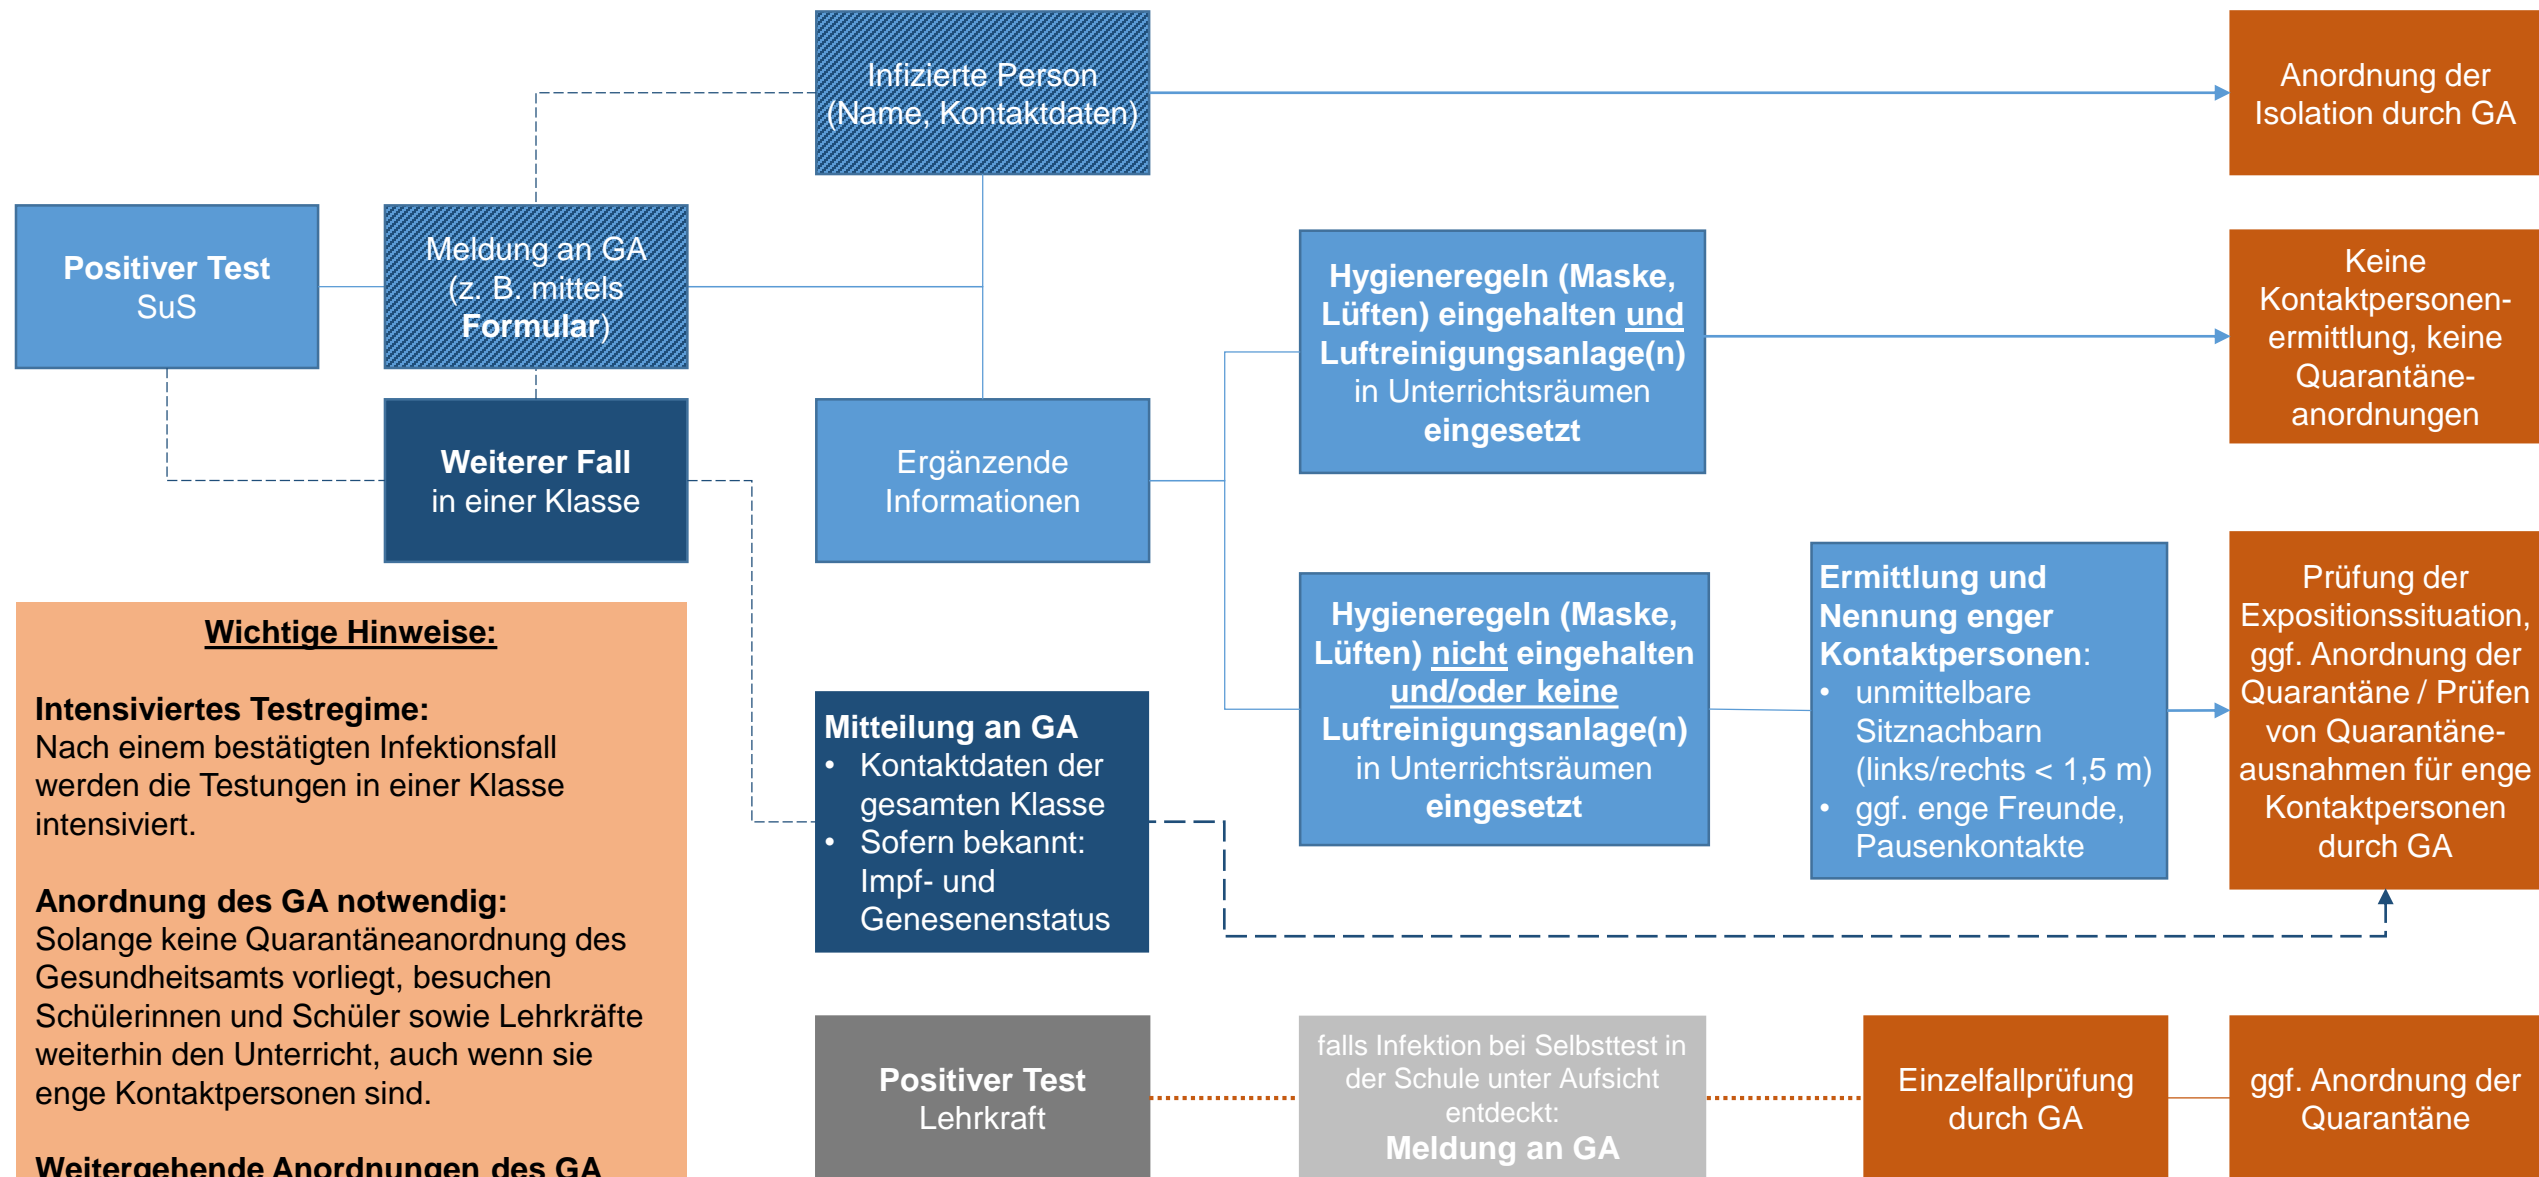 Infizierte Person
(Name, Kontaktdaten)
Anordnung der
Isolation durch GA
Positiver Test
SuS
Meldung an GA
(z. B. mittels
Formular)
Hygieneregeln (Maske,
Lüften) eingehalten und
Luftreinigungsanlage(n)
in Unterrichtsräumen
eingesetzt
Keine
Kontaktpersonen-
ermittlung, keine
Quarantäne-
anordnungen
Weiterer Fall
in einer Klasse
Ergänzende
Informationen
Hygieneregeln (Maske,
Lüften) nicht eingehalten
und/oder keine
Luftreinigungsanlage(n)
in Unterrichtsräumen
eingesetzt
Ermittlung und
Nennung enger
Kontaktpersonen:
• unmittelbare
Sitznachbarn
(links/rechts < 1,5 m)
• ggf. enge Freunde,
Pausenkontakte
Prüfung der
Expositionssituation,
ggf. Anordnung der
Quarantäne / Prüfen
von Quarantäne-
ausnahmen für enge
Kontaktpersonen
durch GA
Wichtige Hinweise:
Intensiviertes Testregime:
Nach einem bestätigten Infektionsfall
werden die Testungen in einer Klasse
intensiviert.
Anordnung des GA notwendig:
Solange keine Quarantäneanordnung des
Gesundheitsamts vorliegt, besuchen
Schülerinnen und Schüler sowie Lehrkräfte
weiterhin den Unterricht, auch wenn sie
enge Kontaktpersonen sind.
Weitergehende Anordnungen des GA
Mitteilung an GA
• Kontaktdaten der
gesamten Klasse
• Sofern bekannt:
Impf- und
Genesenenstatus
Positiver Test
Lehrkraft
falls Infektion bei Selbsttest in
der Schule unter Aufsicht
entdeckt:
Meldung an GA
Einzelfallprüfung
durch GA
ggf. Anordnung der
Quarantäne